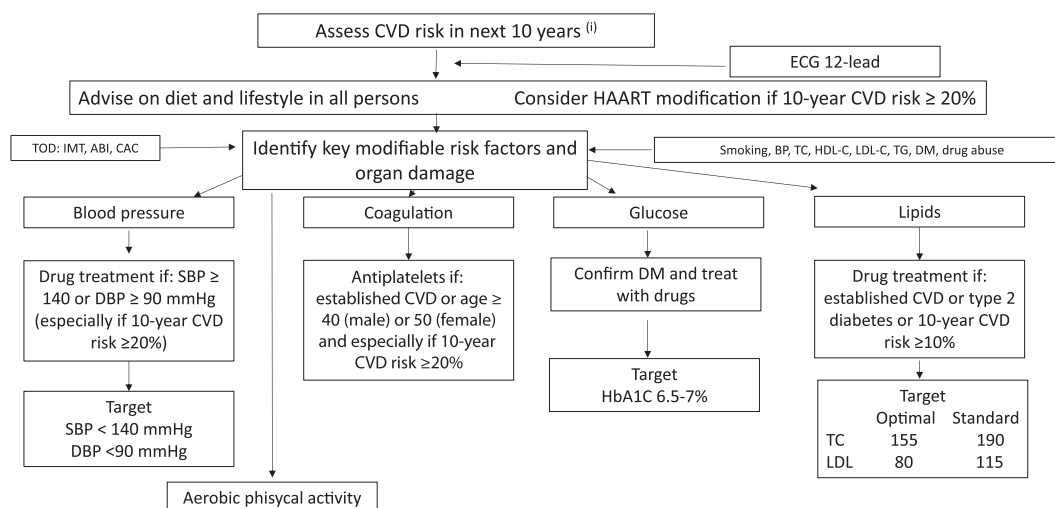 Assess CVD risk in next 10 years (i)
ECG 12-lead
Advise on diet and lifestyle in all persons Consider HAART modification if 10-year CVD risk ≥ 20%
TOD: IMT, ABI, CAC
Identify key modifiable risk factors and
organ damage
Smoking, BP, TC, HDL-C, LDL-C, TG, DM, drug abuse
Blood pressure
Coagulation
Glucose
Lipids
Drug treatment if: SBP ≥
140 or DBP ≥ 90 mmHg
(especially if 10-year CVD
risk ≥20%)
Antiplatelets if:
established CVD or age ≥
40 (male) or 50 (female)
and especially if 10-year
CVD risk ≥20%
Confirm DM and treat
with drugs
Drug treatment if:
established CVD or type 2
diabetes or 10-year CVD
risk ≥10%
Target
SBP < 140 mmHg
DBP <90 mmHg
Target
HbA1C 6.5-7%
Target
Optimal Standard
TC 155 190
LDL 80 115
Aerobic phisycal activity